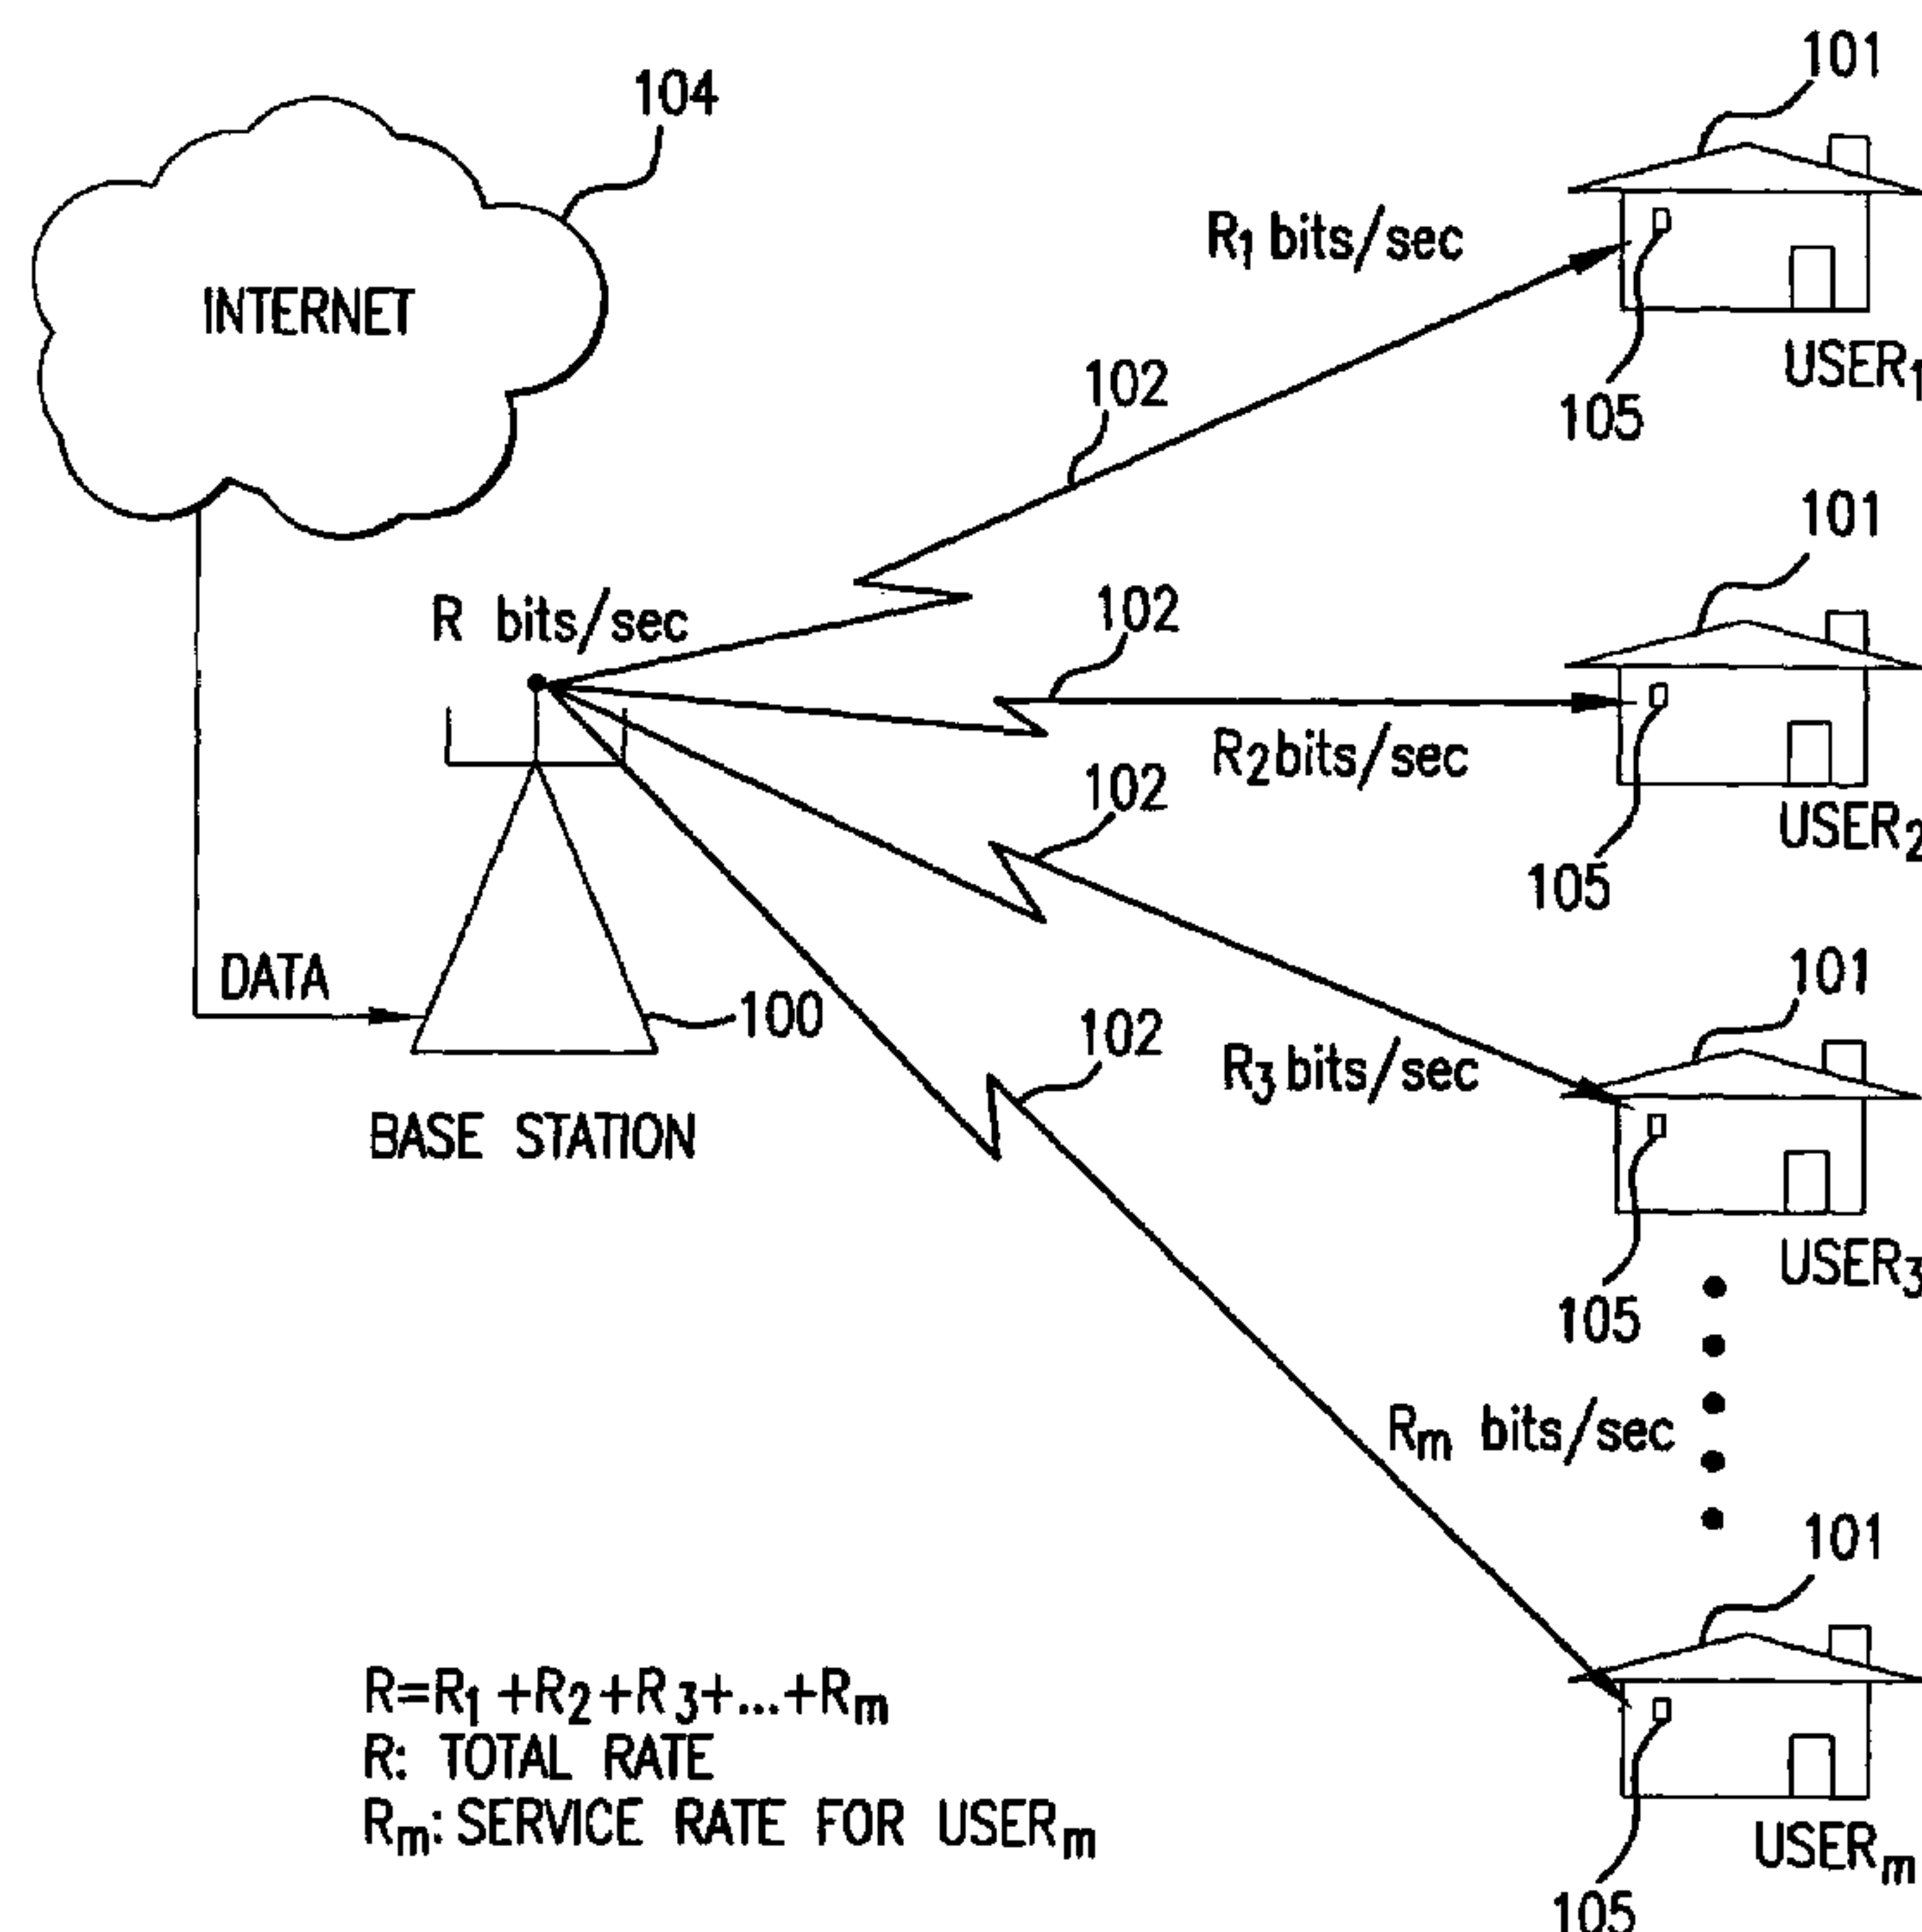 101
104
R1 bits/sec
INTERNET
USER1
102
105
101
102
R bits/sec
R2 bits/sec
102
USER2
105
DATA
101
100
102
R3 bits/sec
BASE STATION
USER3
105
Rm bits/sec
101
R=R1+R2+R3+...+Rm
R: TOTAL RATE
Rm: SERVICE RATE FOR USERm
USERm
105